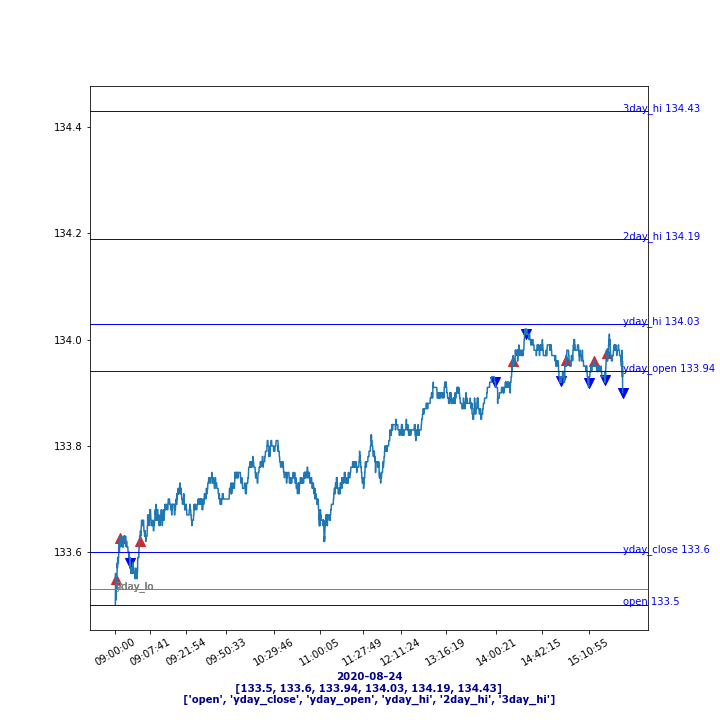 3day_hi 134.43
134.4
2day_hi 134.19
134.2
yday_hi 134.03
134.0
yday_open 133.94
133.8
yday_close 133.6
133.6
yday_lo
open 133.5
09:00:00 09:07:41 09:21:54 09:50:33 10:29:46 11:00:05 11:27:49 12:11:24 13:16:19 14:00:21 14:42:15 15:10:55
2020-08-24
[133.5, 133.6, 133.94, 134.03, 134.19, 134.43]
['open', 'yday_close', 'yday_open', 'yday_hi', '2day_hi', '3day_hi']